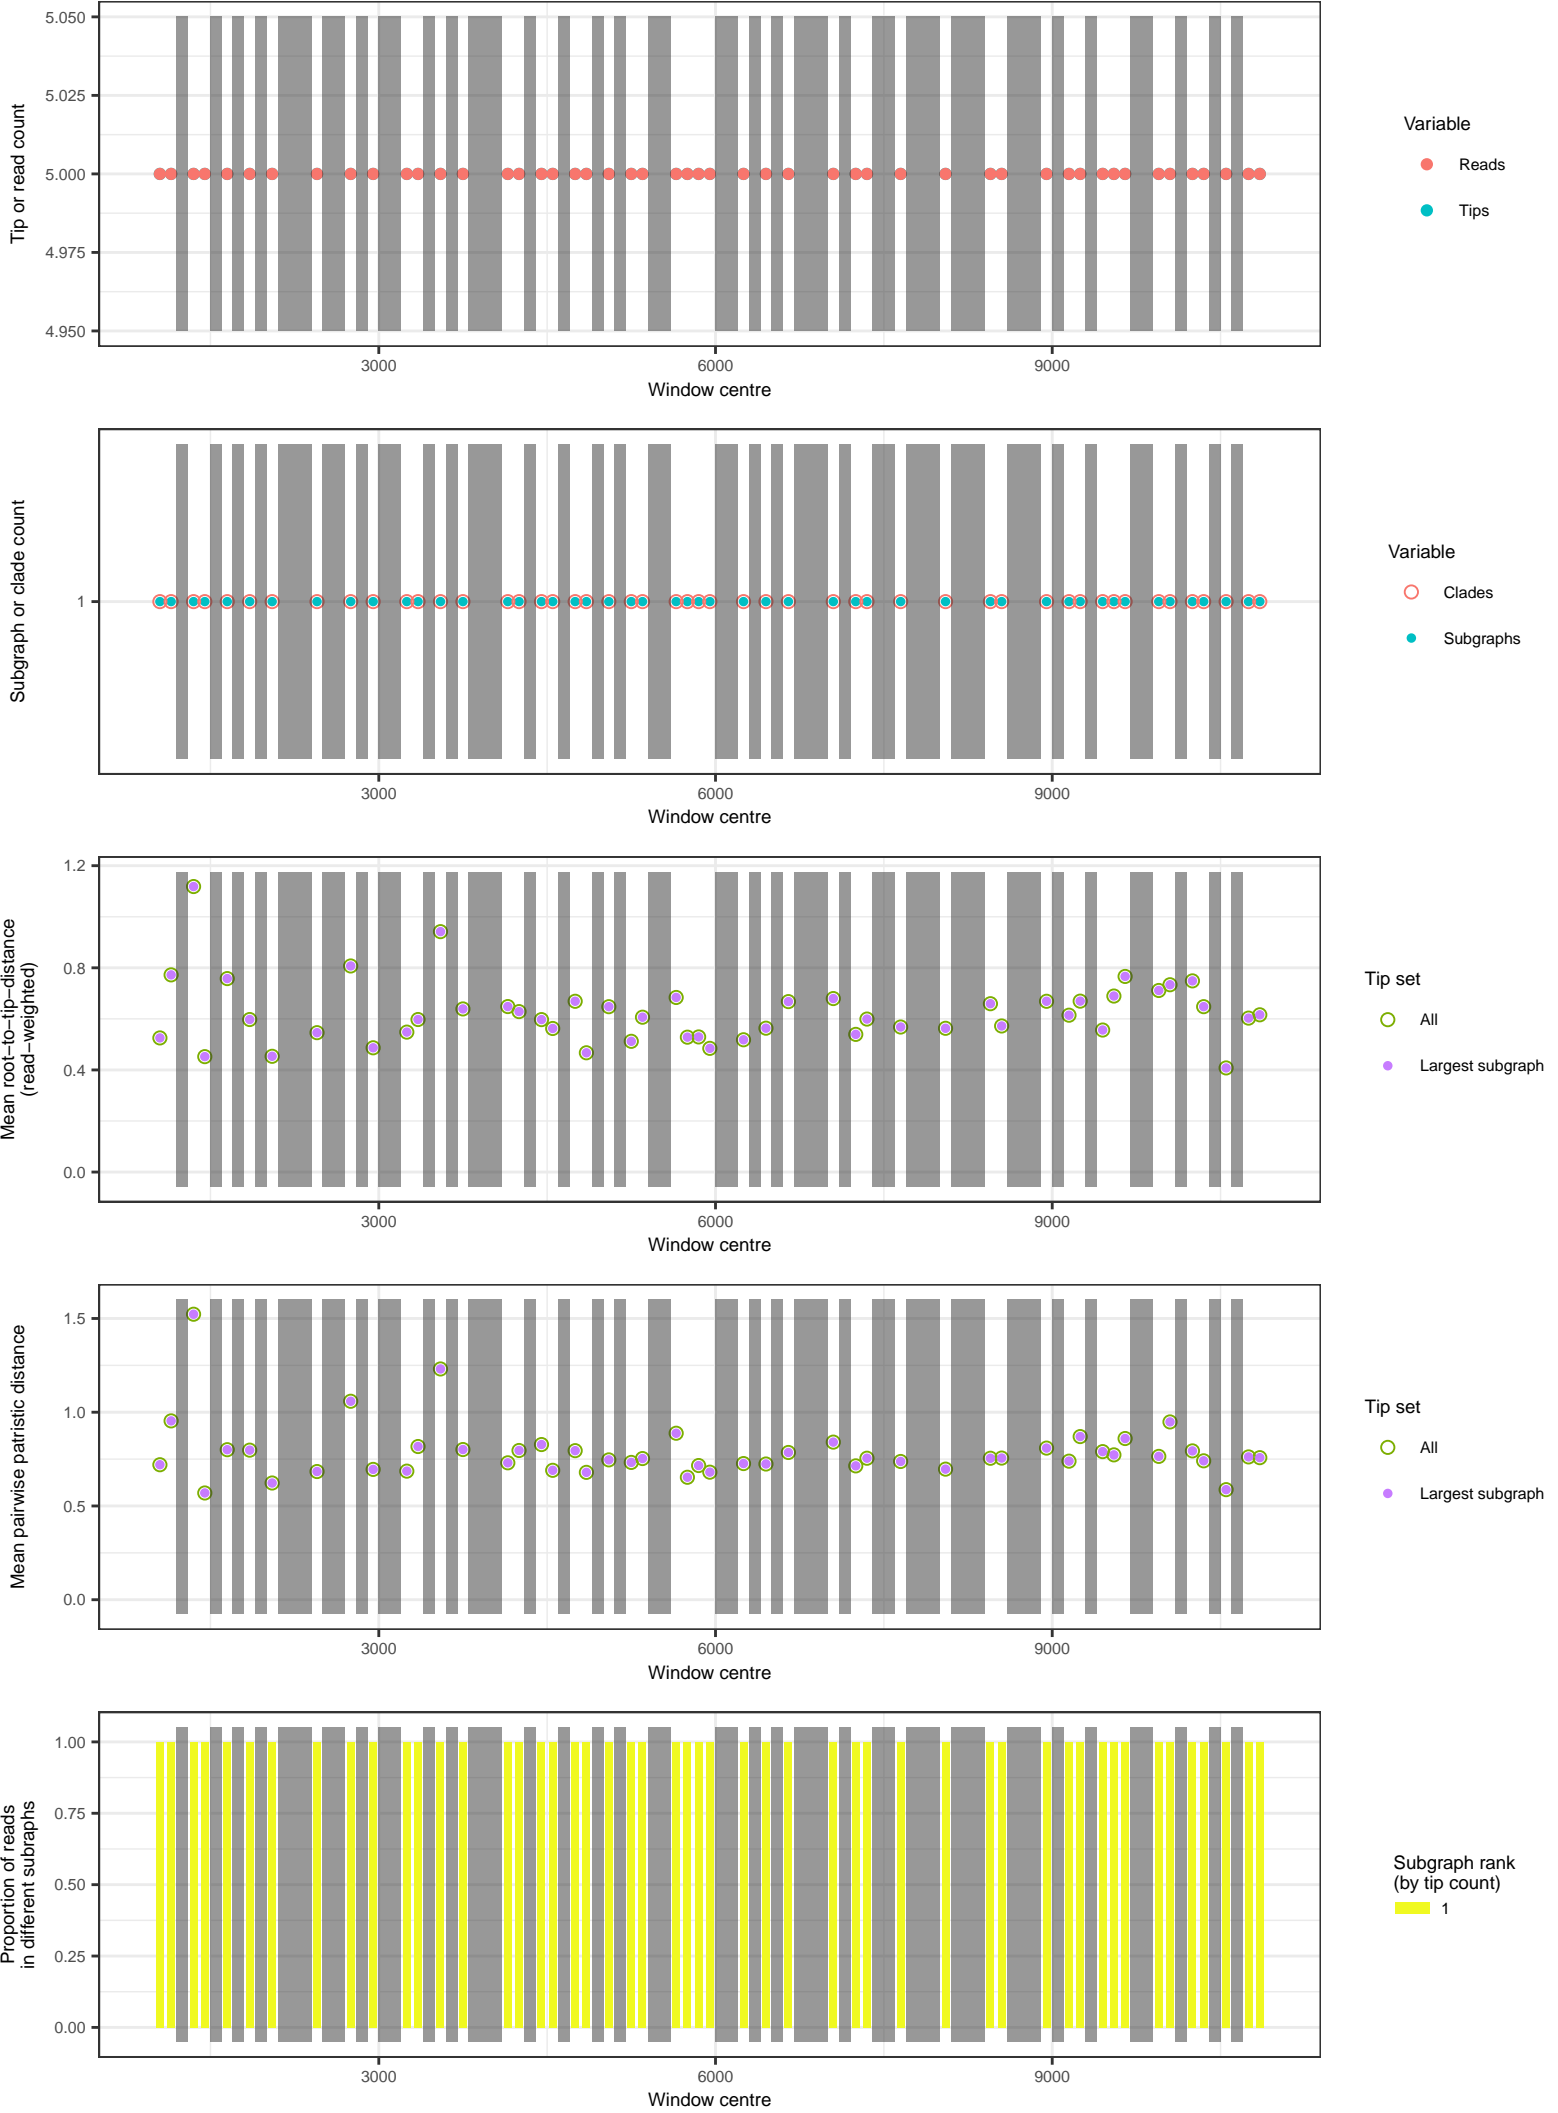 5.050
5.025
5.000
4.975
4.950
Tip or read count
3000 6000 9000
Window centre
Variable
Reads
Tips
1
Subgraph or clade count
3000 6000 9000
Window centre
Variable
Clades
Subgraphs
1.2
0.8
0.4
0.0
Mean root−to−tip−distance
(read−weighted)
3000 6000 9000
Window centre
Tip set
All
Largest subgraph
1.5
1.0
0.5
0.0
Mean pairwise patristic distance
3000 6000 9000
Window centre
Tip set
All
Largest subgraph
1.00
0.75
0.50
0.25
0.00
Proportion of reads
in different subraphs
3000 6000 9000
Window centre
Subgraph rank
(by tip count)
1